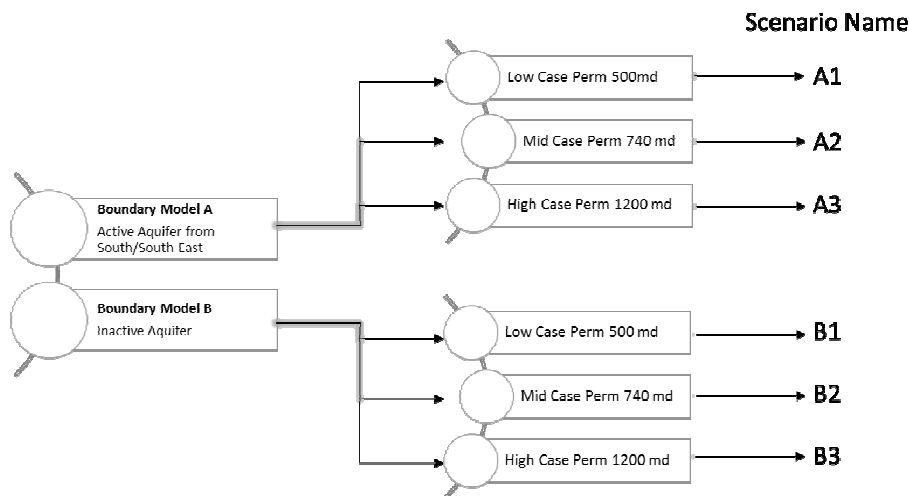 Scenario Name
Low Case Perm 500md
A1
Mid Case Perm 740 md
A2
High Case Perm 1200 md
A3
Boundary Model A
Active Aquifer from
South/South East
Boundary Model B
Inactive Aquifer
Low Case Perm 500 md
B1
Mid Case Perm 740 md
B2
High Case Perm 1200 md
B3